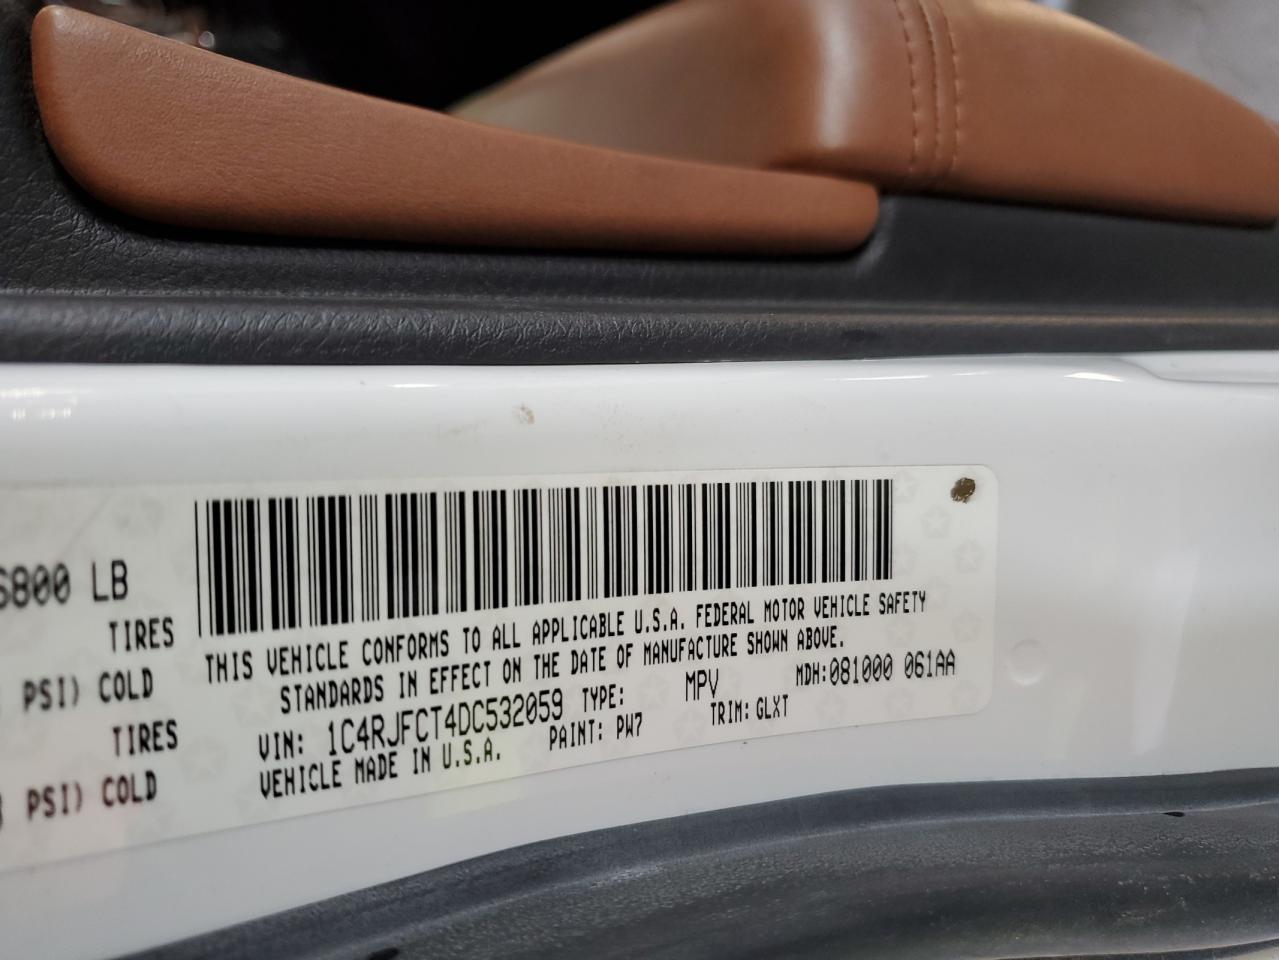 6800 LB
TIRES
PSI) COLD
TIRES
PSI) COLD
THIS VEHICLE CONFORMS TO ALL APPLICABLE U.S.A. FEDERAL MOTOR VEHICLE SAFETY
STANDARDS IN EFFECT ON THE DATE OF MANUFACTURE SHOWN ABOVE.
VIN: 1C4RJFCT4DC532059 TYPE: MPV MDH:081000 061AA
VEHICLE MADE IN U.S.A. PAINT: PW7 TRIM: GLXT